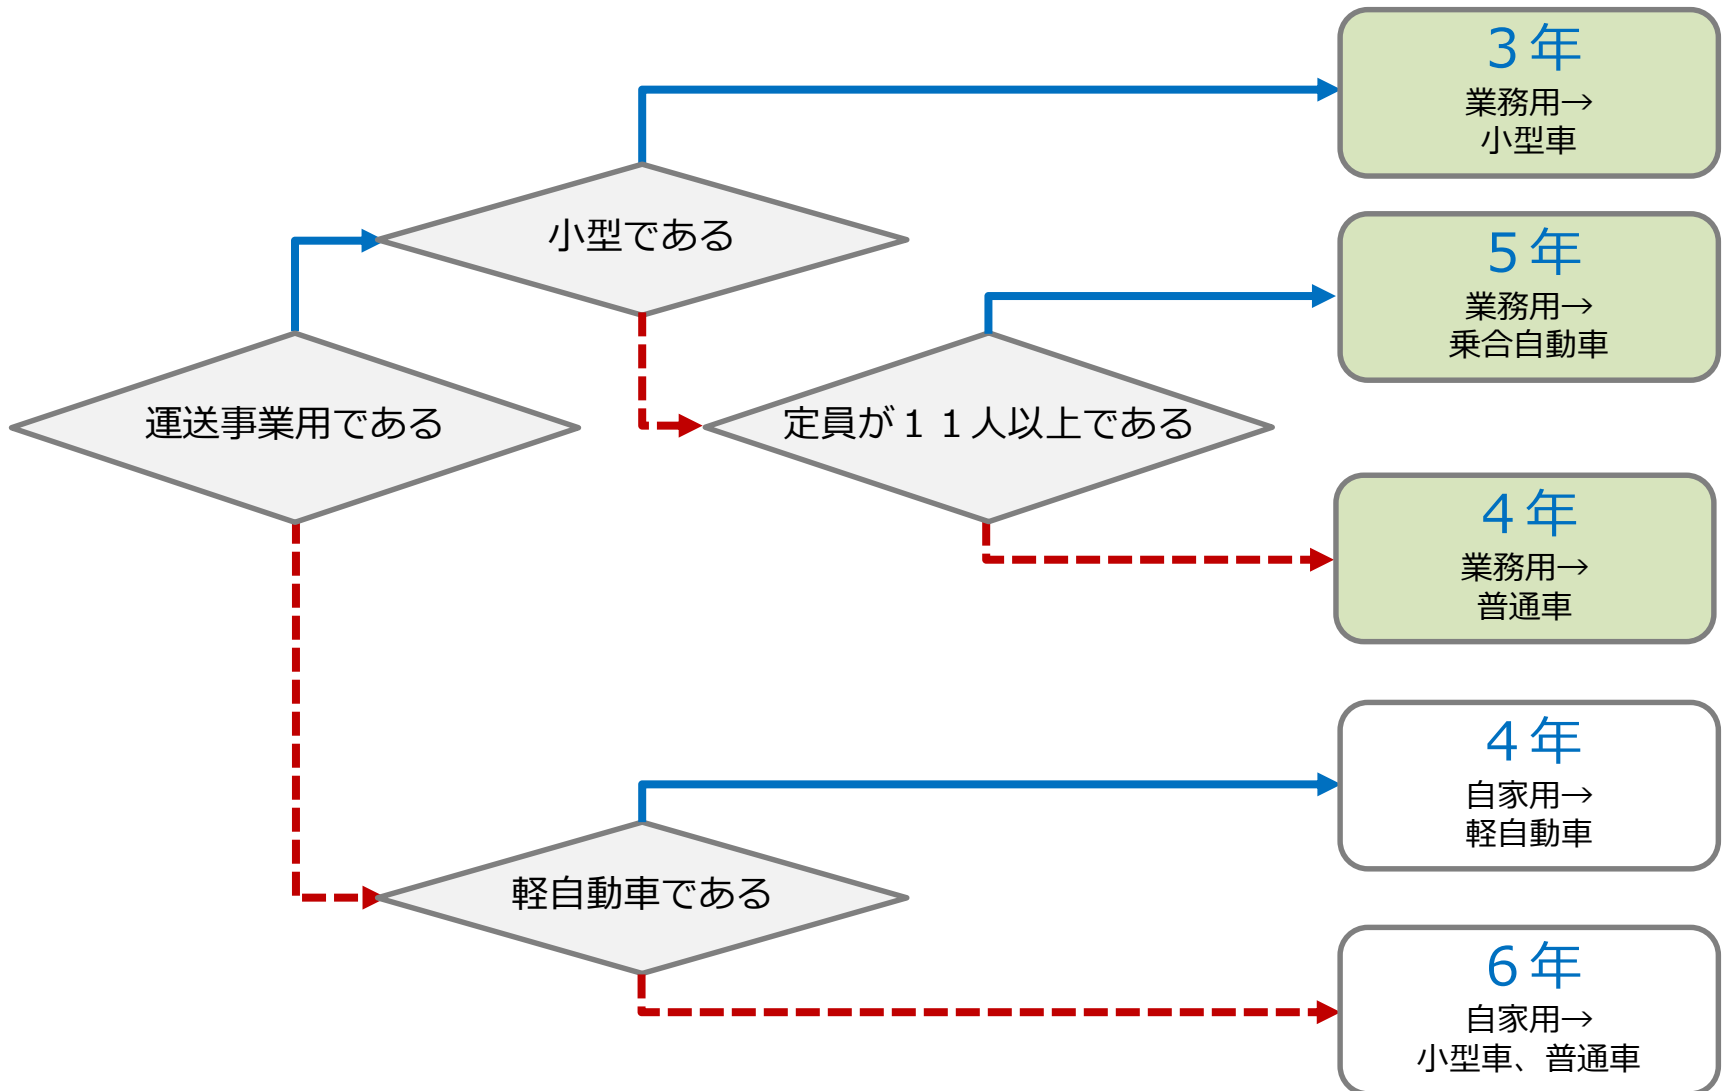 ３年
業務用→
小型車
小型である
５年
業務用→
乗合自動車
運送事業用である
定員が１１人以上である
４年
業務用→
普通車
４年
自家用→
軽自動車
軽自動車である
６年
自家用→
小型車、普通車